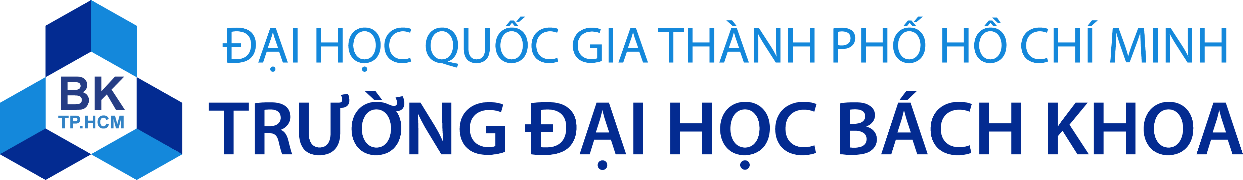 BK
TP.HCM
ĐẠI HỌC QUỐC GIA THÀNH PHỐ HỒ CHÍ MINH
TRƯỜNG ĐẠI HỌC BÁCH KHOA